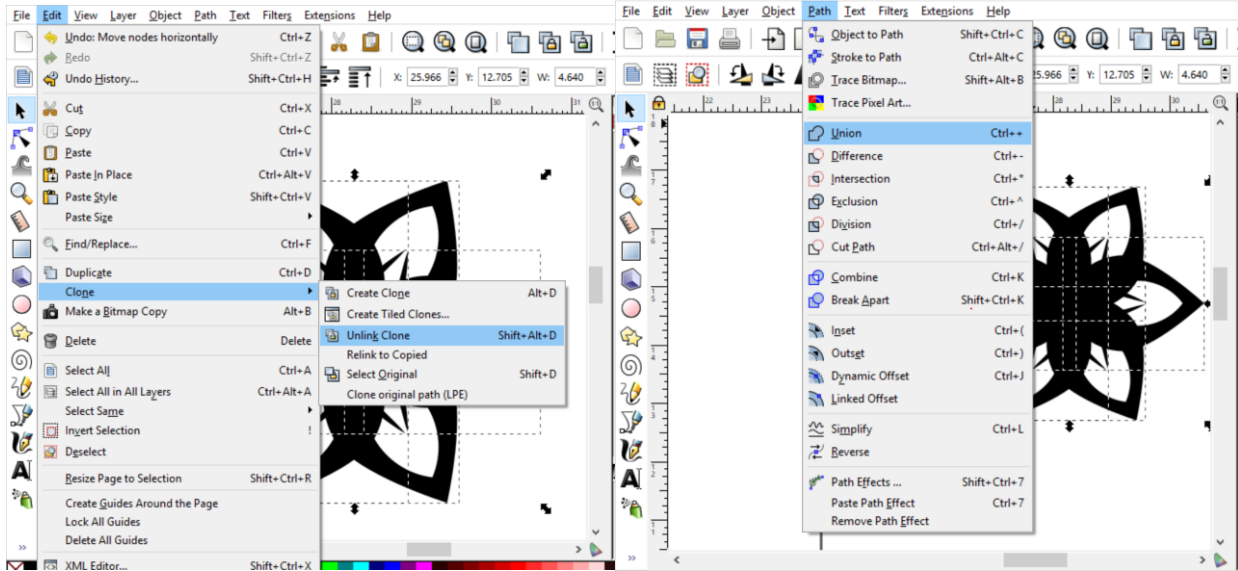 File Edit View Layer Object Path Text Filters Extensions Help
Undo: Move nodes horizontally Ctrl+Z
Redo Shift+Ctrl+Z
Undo History... Shift+Ctrl+H
Cut Ctrl+X
Copy Ctrl+C
Paste Ctrl+V
Paste In Place Ctrl+Alt+V
Paste Style Shift+Ctrl+V
Paste Size
Find/Replace... Ctrl+F
Duplicate Ctrl+D
Clone
Make a Bitmap Copy Alt+B
Delete Delete
Select All Ctrl+A
Select All in All Layers Ctrl+Alt+A
Select Same
Invert Selection !
Deselect
Resize Page to Selection Shift+Ctrl+R
Create Guides Around the Page
Lock All Guides
Delete All Guides
XML Editor... Shift+Ctrl+X
Create Clone Alt+D
Create Tiled Clones...
Unlink Clone Shift+Alt+D
Relink to Copied
Select Original Shift+D
Clone original path (LPE)
X: 25.966 Y: 12.705 W: 4.640
28 29 30 31
File Edit View Layer Object Path Text Filters Extensions Help
Object to Path Shift+Ctrl+C
Stroke to Path Ctrl+Alt+C
Trace Bitmap... Shift+Alt+B
Trace Pixel Art...
Union Ctrl++
Difference Ctrl+-
Intersection Ctrl+*
Exclusion Ctrl+^
Division Ctrl+/
Cut Path Ctrl+Alt+/
Combine Ctrl+K
Break Apart Shift+Ctrl+K
Inset Ctrl+(
Outset Ctrl+)
Dynamic Offset Ctrl+J
Linked Offset
Simplify Ctrl+L
Reverse
Path Effects ... Shift+Ctrl+7
Paste Path Effect Ctrl+7
Remove Path Effect
5.966 Y: 12.705 W: 4.640
22 23 28 29 30